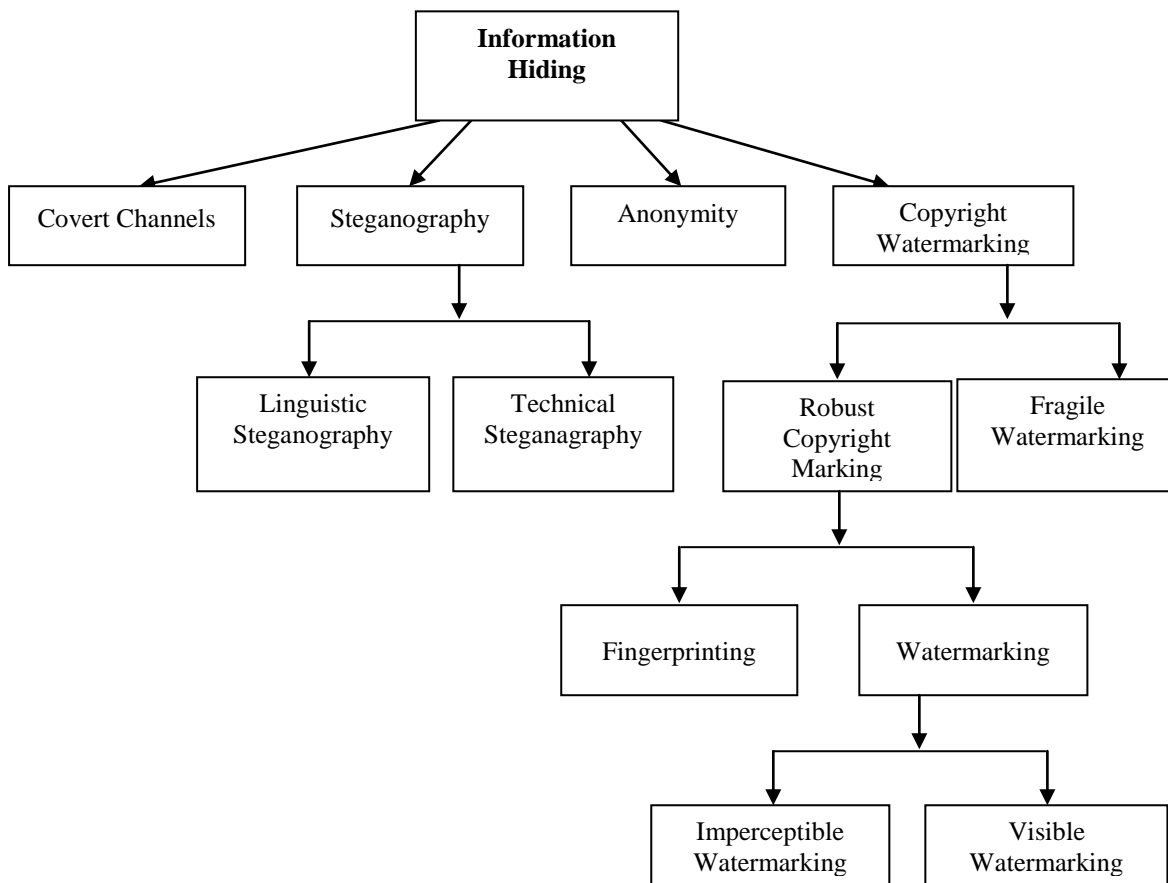 Information
Hiding
Covert Channels
Steganography
Anonymity
Copyright
Watermarking
Linguistic
Steganography
Technical
Steganagraphy
Robust
Copyright
Marking
Fragile
Watermarking
Fingerprinting
Watermarking
Imperceptible
Watermarking
Visible
Watermarking